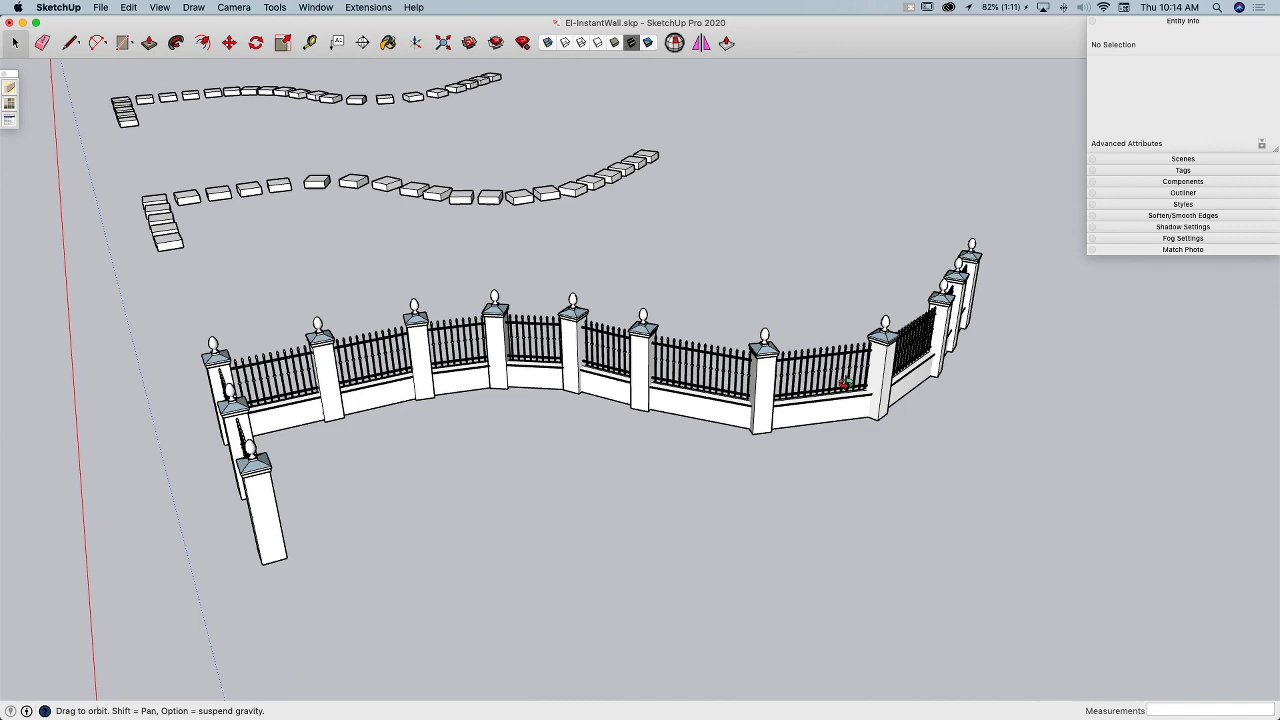 SketchUp File Edit View Draw Camera Tools Window Extensions Help 82% (1:11) Thu 10:14 AM
EI-InstantWall.skp - SketchUp Pro 2020
Entity Info
No Selection
Advanced Attributes
Scenes
Tags
Components
Outliner
Styles
Soften/Smooth Edges
Shadow Settings
Fog Settings
Match Photo
Drag to orbit. Shift = Pan, Option = suspend gravity.
Measurements